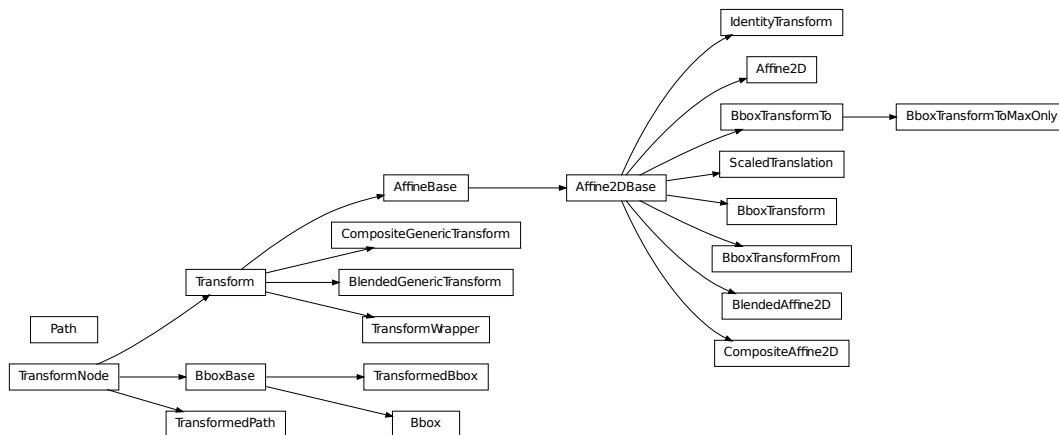 IdentityTransform
Affine2D
BboxTransformTo
BboxTransformToMaxOnly
ScaledTranslation
AffineBase
Affine2DBase
BboxTransform
CompositeGenericTransform
BboxTransformFrom
Transform
BlendedGenericTransform
BlendedAffine2D
Path
TransformWrapper
CompositeAffine2D
TransformNode
BboxBase
TransformedBbox
TransformedPath
Bbox